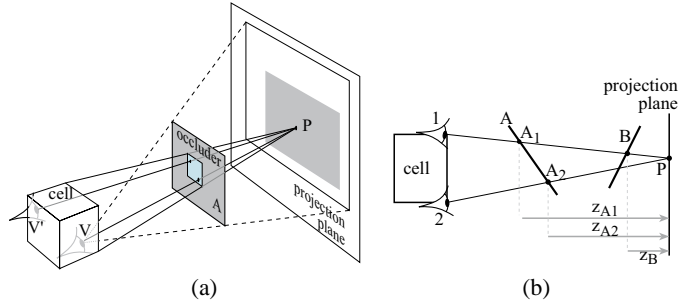 cell
V'
V
occluder
A
P
projection
plane
(a)
projection
plane
1
A
A1
B
cell
P
A2
2
zA1
zA2
zB
(b)